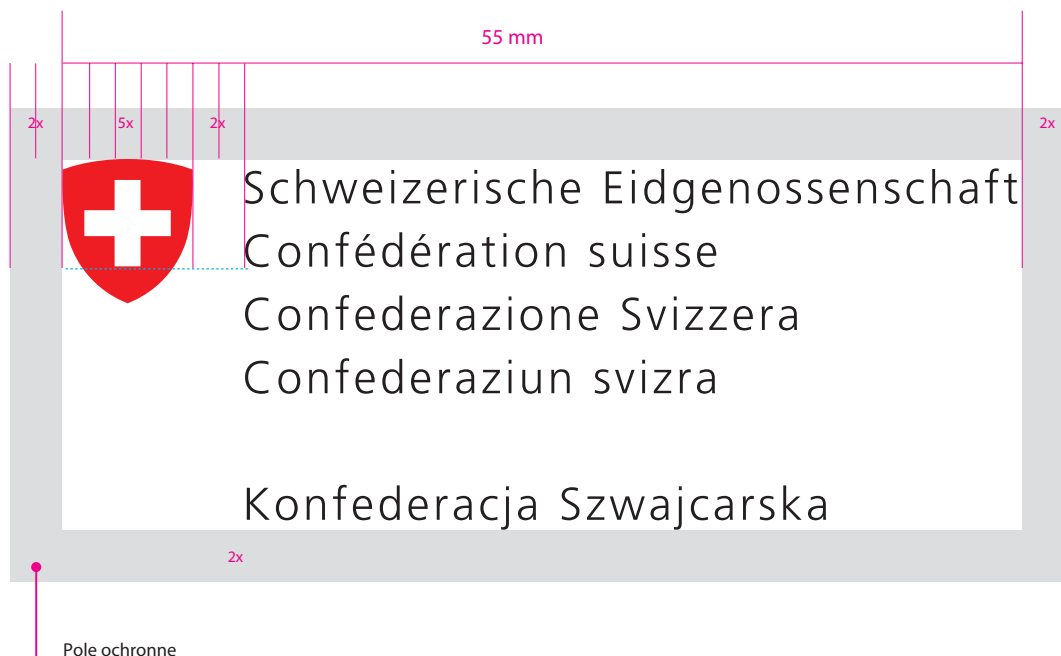 55 mm
2x 5x 2x 2x
Schweizerische Eidgenossenschaft
Confédération suisse
Confederazione Svizzera
Confederaziun svizra
Konfederacja Szwajcarska
2x
Pole ochronne